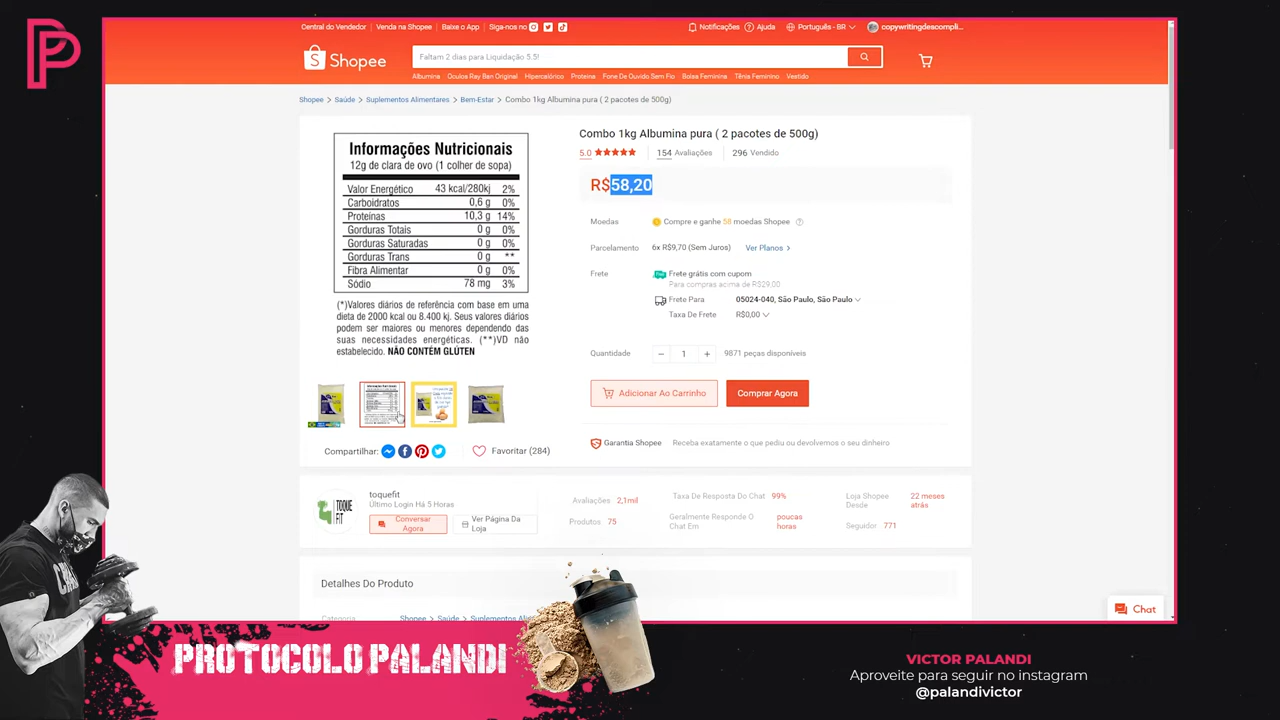 Central do Vendedor Venda na Shopee Baixe o App Siga-nos no
Notificações Ajuda Português - BR copywritingdescompli...
Shopee
Faltam 2 dias para Liquidação 5.5!
Albumina Óculos Ray Ban Original Hipercalórico Proteina Fone De Ouvido Sem Fio Bolsa Feminina Tênis Feminino Vestido
Shopee > Saúde > Suplementos Alimentares > Bem-Estar > Combo 1kg Albumina pura ( 2 pacotes de 500g)
Informações Nutricionais
12g de clara de ovo (1 colher de sopa)
Valor Energético 43 kcal/280kj 2%
Carboidratos 0,6 g 0%
Proteínas 10,3 g 14%
Gorduras Totais 0 g 0%
Gorduras Saturadas 0 g 0%
Gorduras Trans 0 g **
Fibra Alimentar 0 g 0%
Sódio 78 mg 3%
(*)Valores diários de referência com base em uma
dieta de 2000 kcal ou 8.400 kj. Seus valores diários
podem ser maiores ou menores dependendo das
suas necessidades energéticas. (**)VD não
estabelecido. NÃO CONTÉM GLÚTEN
Compartilhar: Favoritar (284)
Combo 1kg Albumina pura ( 2 pacotes de 500g)
5.0 154 Avaliações 296 Vendido
R$58,20
Moedas Compre e ganhe 58 moedas Shopee
Parcelamento 6x R$9,70 (Sem Juros) Ver Planos >
Frete Frete grátis com cupom
Para compras acima de R$29,00
Frete Para 05024-040, São Paulo, São Paulo
Taxa De Frete R$0,00
Quantidade − 1 + 9871 peças disponíveis
Adicionar Ao Carrinho Comprar Agora
Garantia Shopee Receba exatamente o que pediu ou devolvemos o seu dinheiro
TOQUE FIT
toquefit
Último Login Há 5 Horas
Conversar Agora
Ver Página Da Loja
Avaliações 2,1mil
Produtos 75
Taxa De Resposta Do Chat 99%
Geralmente Responde O Chat Em poucas horas
Loja Shopee Desde 22 meses atrás
Seguidor 771
Detalhes Do Produto
Categoria Shopee > Saúde > Suplementos
Chat
PROTOCOLO PALANDI
VICTOR PALANDI
Aproveite para seguir no instagram
@palandivictor